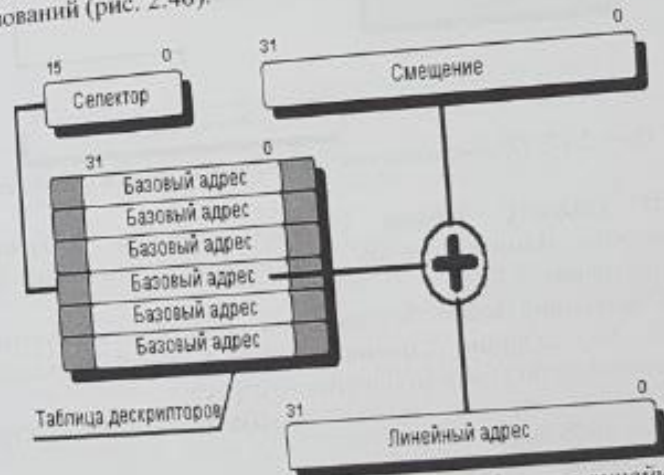 (рис. 2.46).
31 0
Смещение
15 0
Селектор
31 0
Базовый адрес
Базовый адрес
Базовый адрес
Базовый адрес
Базовый адрес
Базовый адрес
Таблица дескрипторов
31 0
Линейный адрес